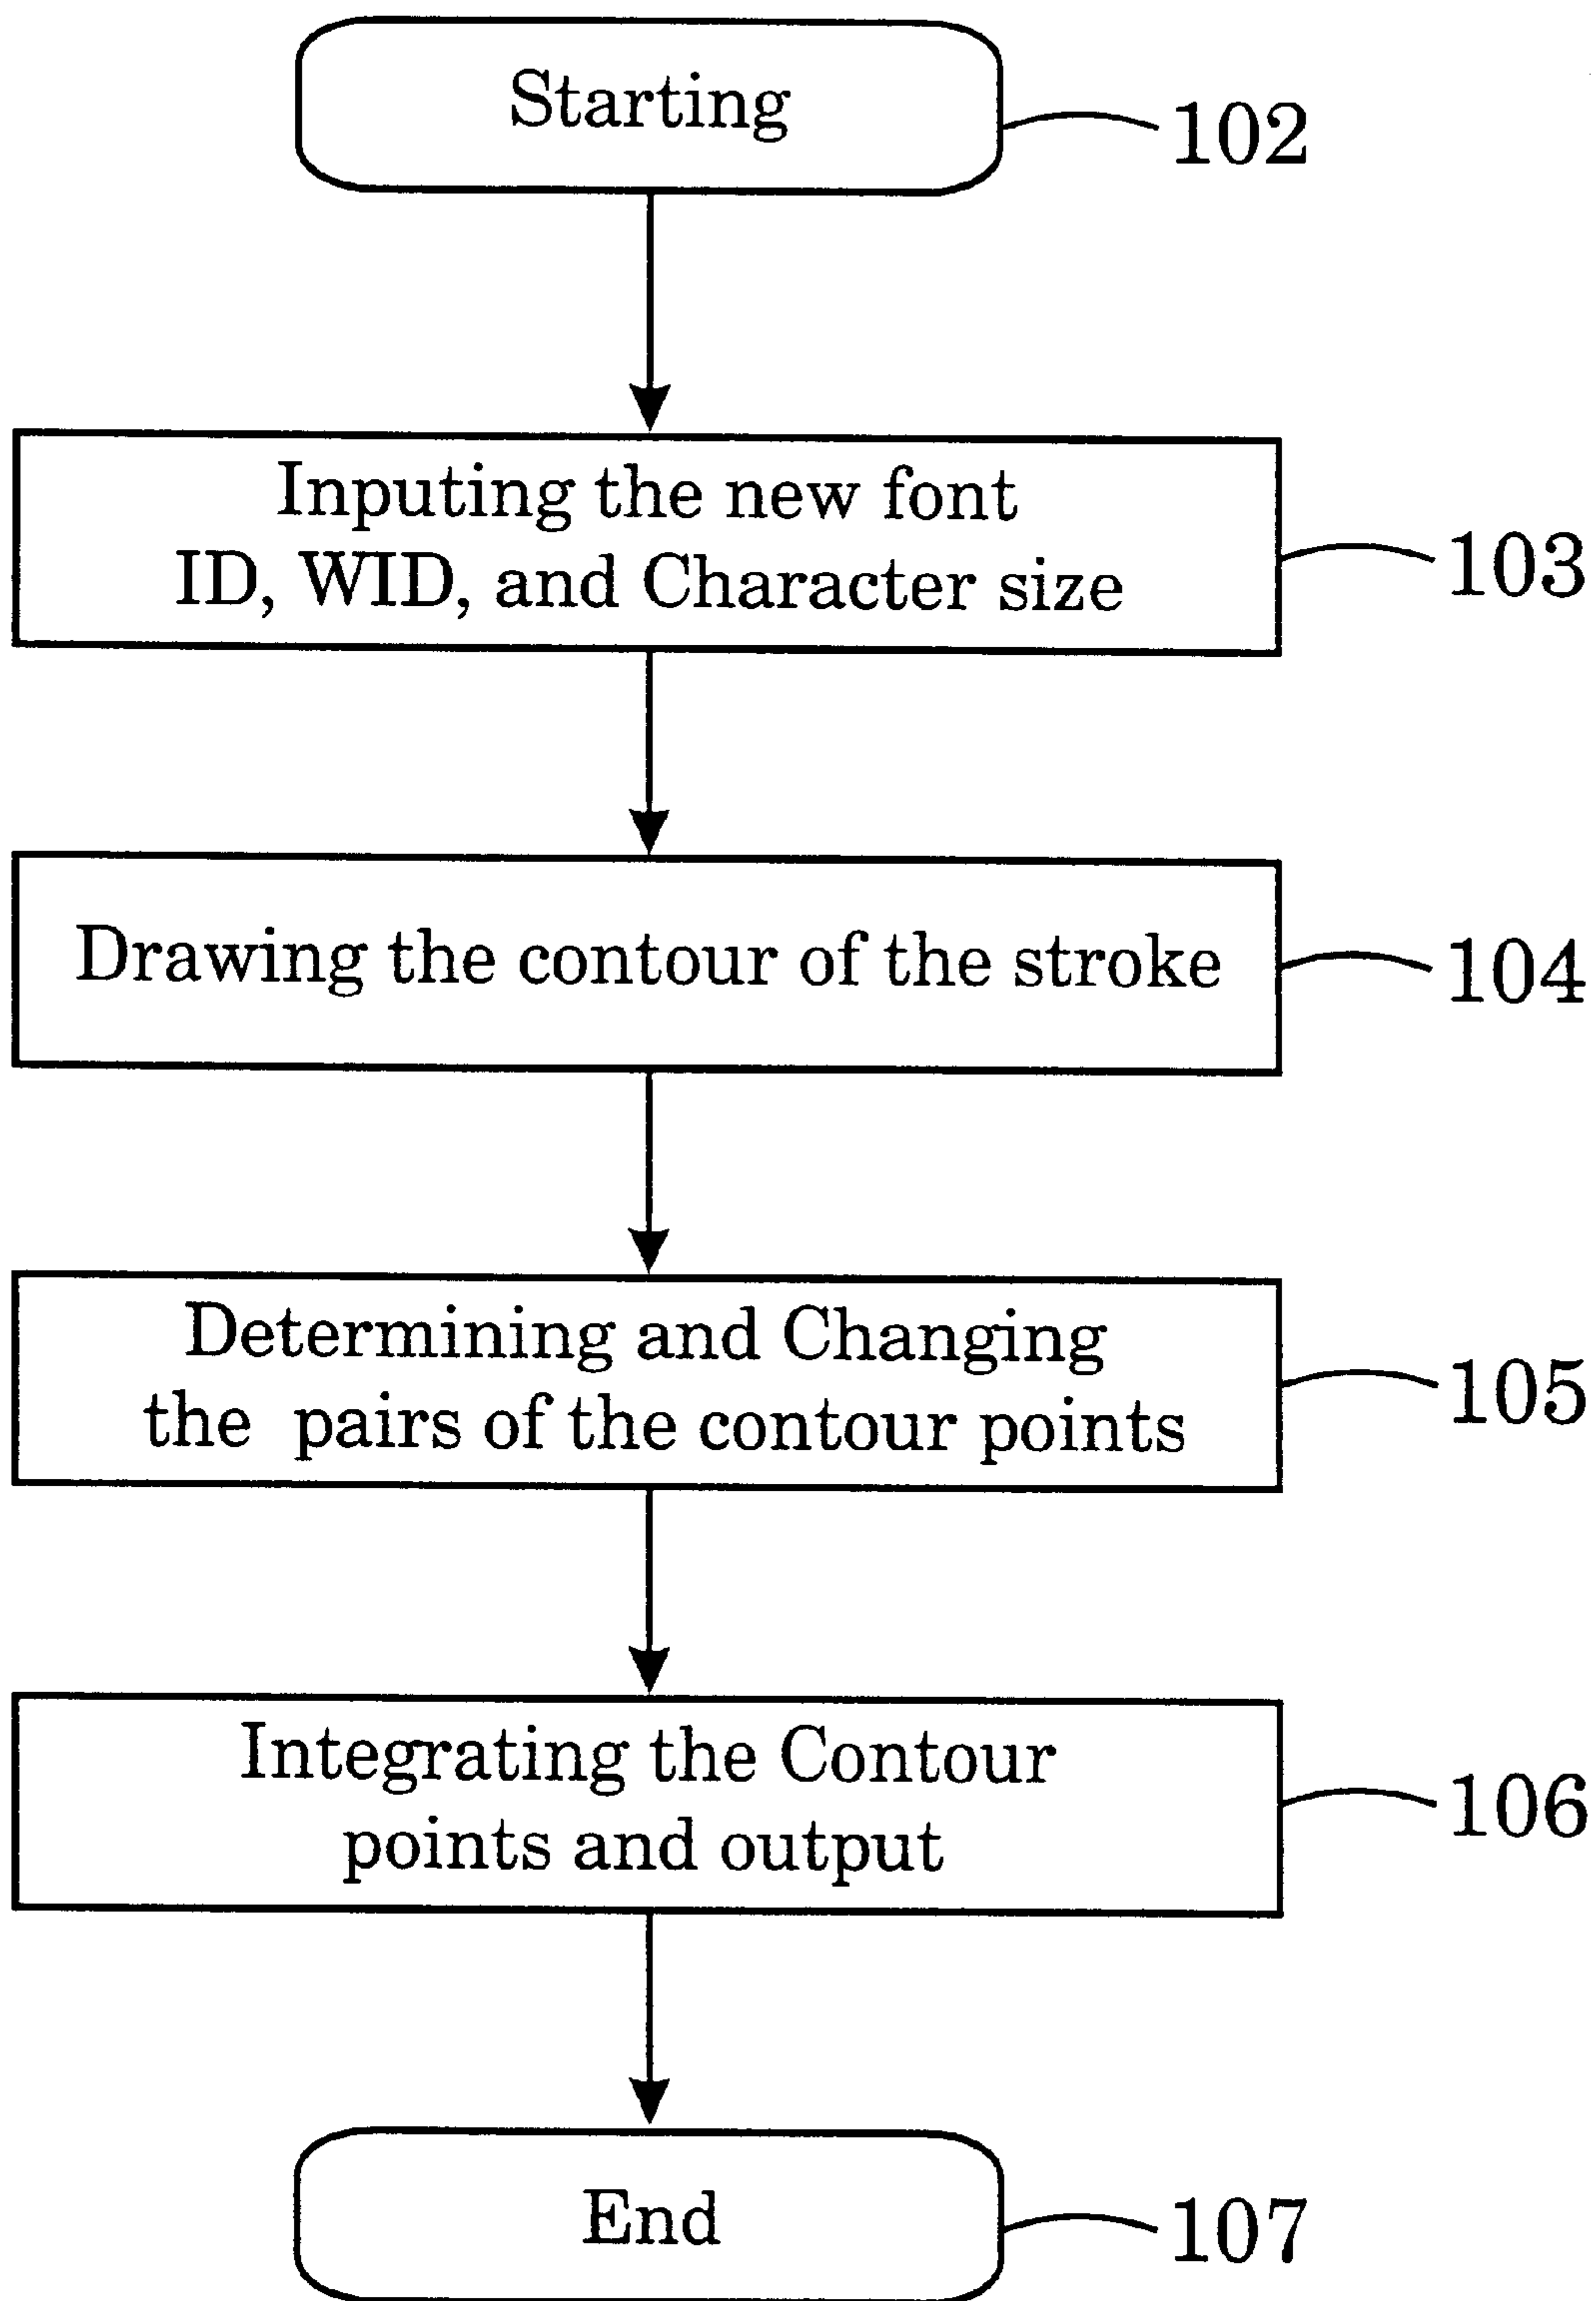 Starting
102
Inputing the new font
ID, WID, and Character size
103
Drawing the contour of the stroke
104
Determining and Changing
the pairs of the contour points
105
Integrating the Contour
points and output
106
End
107